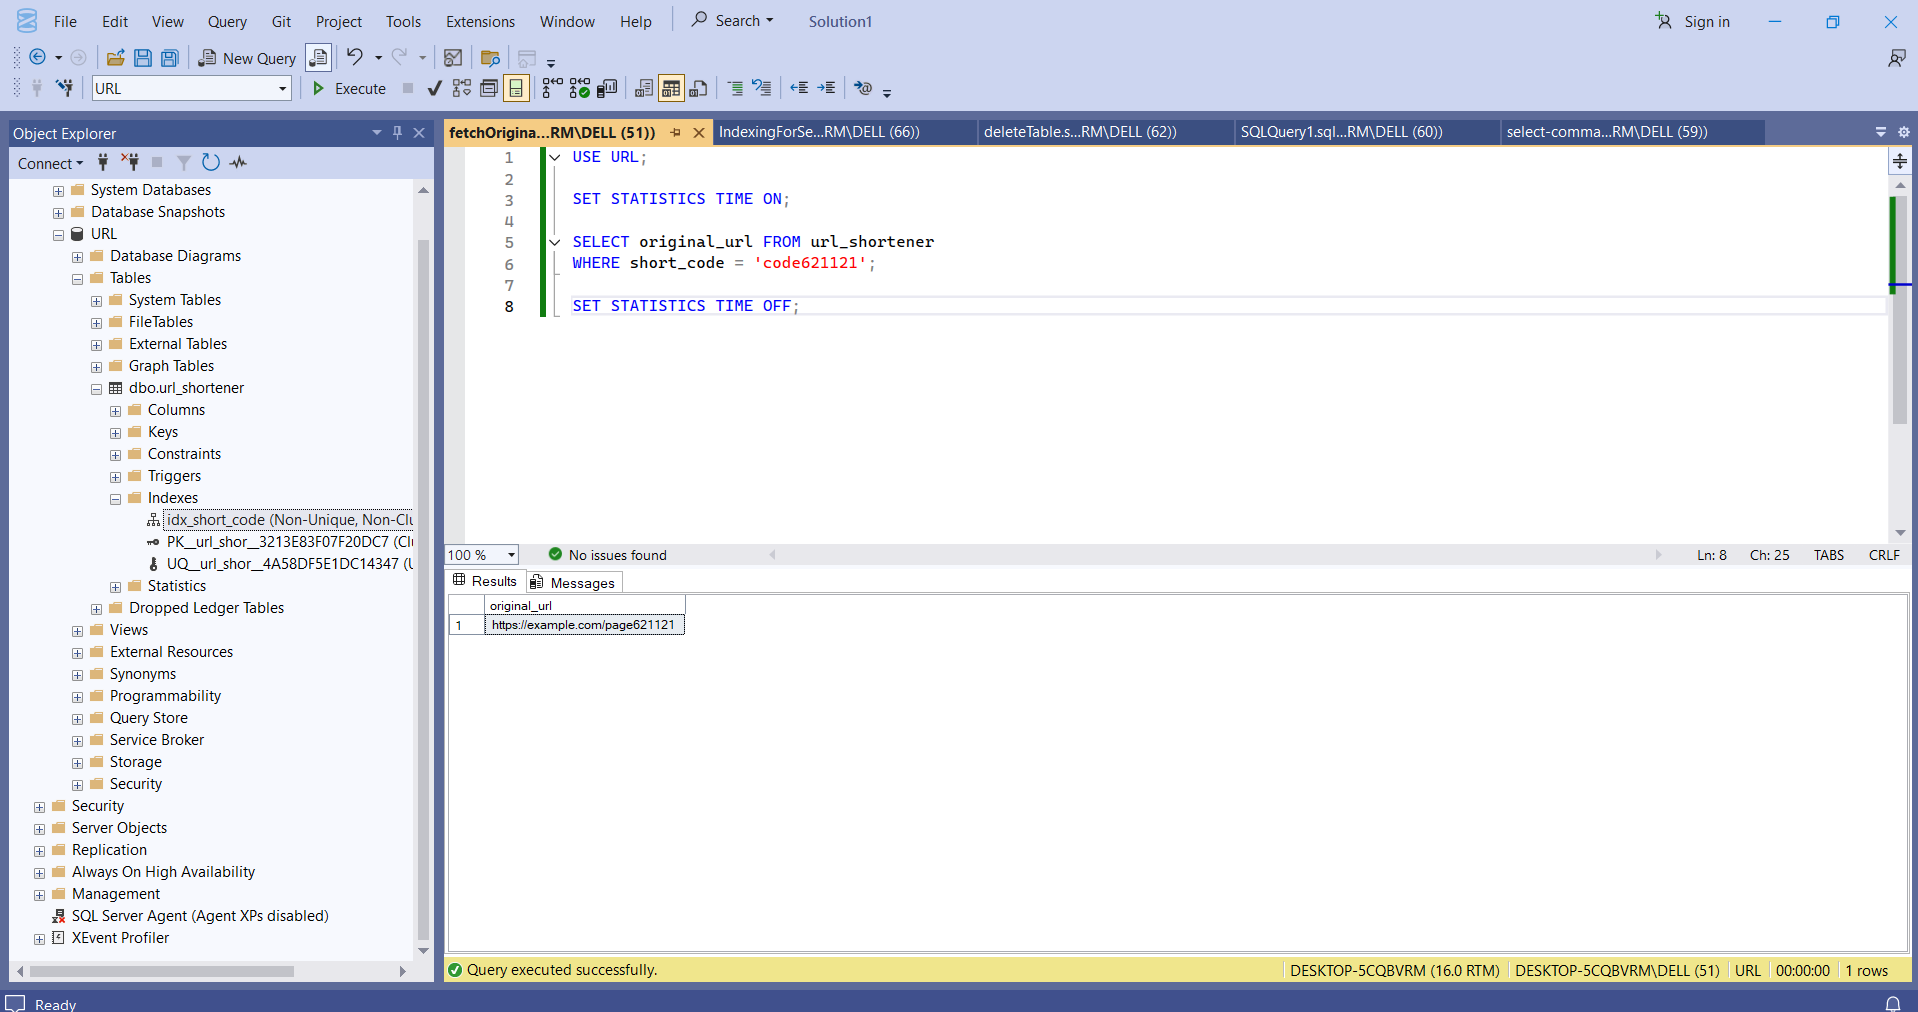 File Edit View Query Git Project Tools Extensions Window Help Search Solution1 Sign in
New Query
URL Execute
Object Explorer
Connect
System Databases
Database Snapshots
URL
Database Diagrams
Tables
System Tables
FileTables
External Tables
Graph Tables
dbo.url_shortener
Columns
Keys
Constraints
Triggers
Indexes
idx_short_code (Non-Unique, Non-Clu
PK__url_shor__3213E83F07F20DC7 (Cl
UQ__url_shor__4A58DF5E1DC14347 (U
Statistics
Dropped Ledger Tables
Views
External Resources
Synonyms
Programmability
Query Store
Service Broker
Storage
Security
Security
Server Objects
Replication
Always On High Availability
Management
SQL Server Agent (Agent XPs disabled)
XEvent Profiler
fetchOrigina...RM\DELL (51)) IndexingForSe...RM\DELL (66)) deleteTable.s...RM\DELL (62)) SQLQuery1.sql...RM\DELL (60)) select-comma...RM\DELL (59))
1 USE URL;
2
3 SET STATISTICS TIME ON;
4
5 SELECT original_url FROM url_shortener
6 WHERE short_code = 'code621121';
7
8 SET STATISTICS TIME OFF;
100 % No issues found Ln: 8 Ch: 25 TABS CRLF
Results Messages
original_url
1 https://example.com/page621121
Query executed successfully. DESKTOP-5CQBVRM (16.0 RTM) DESKTOP-5CQBVRM\DELL (51) URL 00:00:00 1 rows
Ready